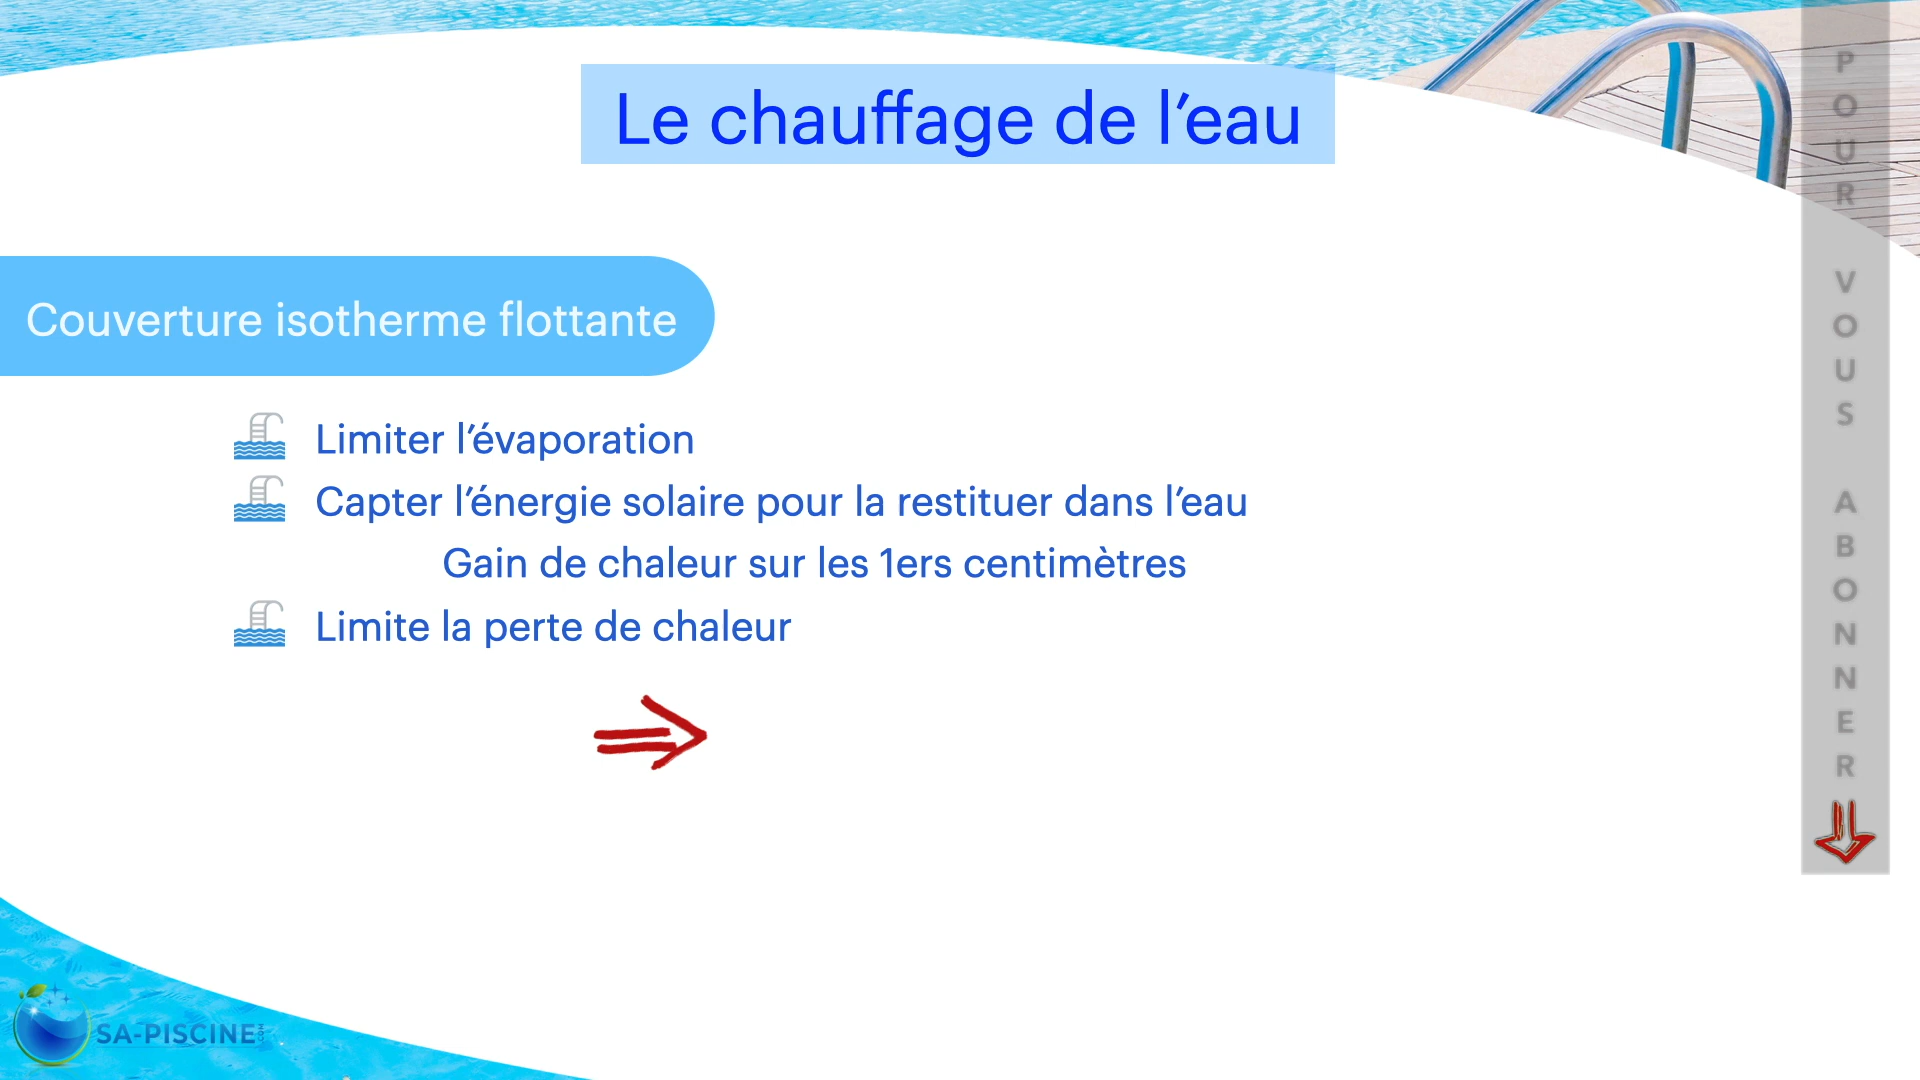 Le chauffage de l’eau
Couverture isotherme flottante
Limiter l’évaporation
Capter l’énergie solaire pour la restituer dans l’eau
Gain de chaleur sur les 1ers centimètres
Limite la perte de chaleur
POUR VOUS ABONNER
SA-PISCINE.COM